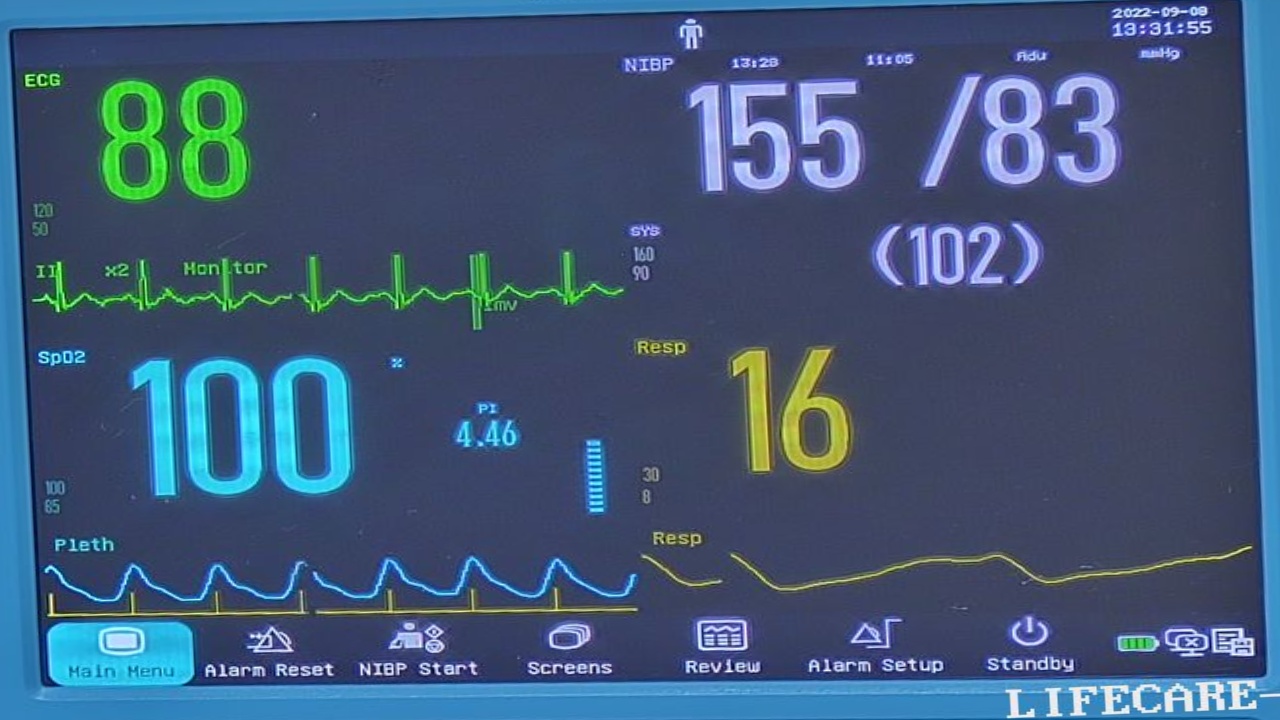 2022-09-08
13:31:55
ECG
88
120
50
NIBP 13:28 11:05 Adu mmHg
155 /83
(102)
SYS
160
90
II x2 Monitor
1mv
SpO2
100 %
PI
4.46
100
85
Resp
16
30
8
Pleth
Resp
Main Menu Alarm Reset NIBP Start Screens Review Alarm Setup Standby
LIFECARE-